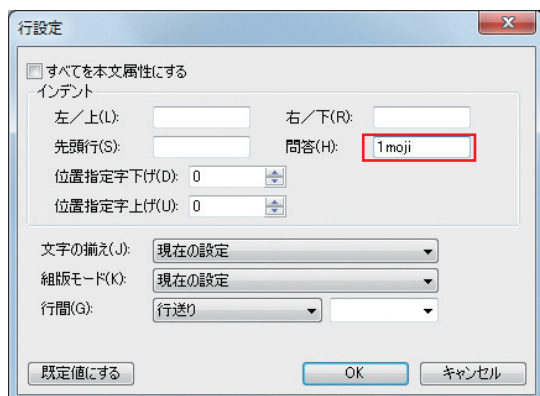 行設定
すべてを本文属性にする
インデント
左／上(L): 右／下(R):
先頭行(S): 問答(H): 1moji
位置指定字下げ(D): 0
位置指定字上げ(U): 0
文字の揃え(J): 現在の設定
組版モード(K): 現在の設定
行間(G): 行送り
既定値にする OK キャンセル